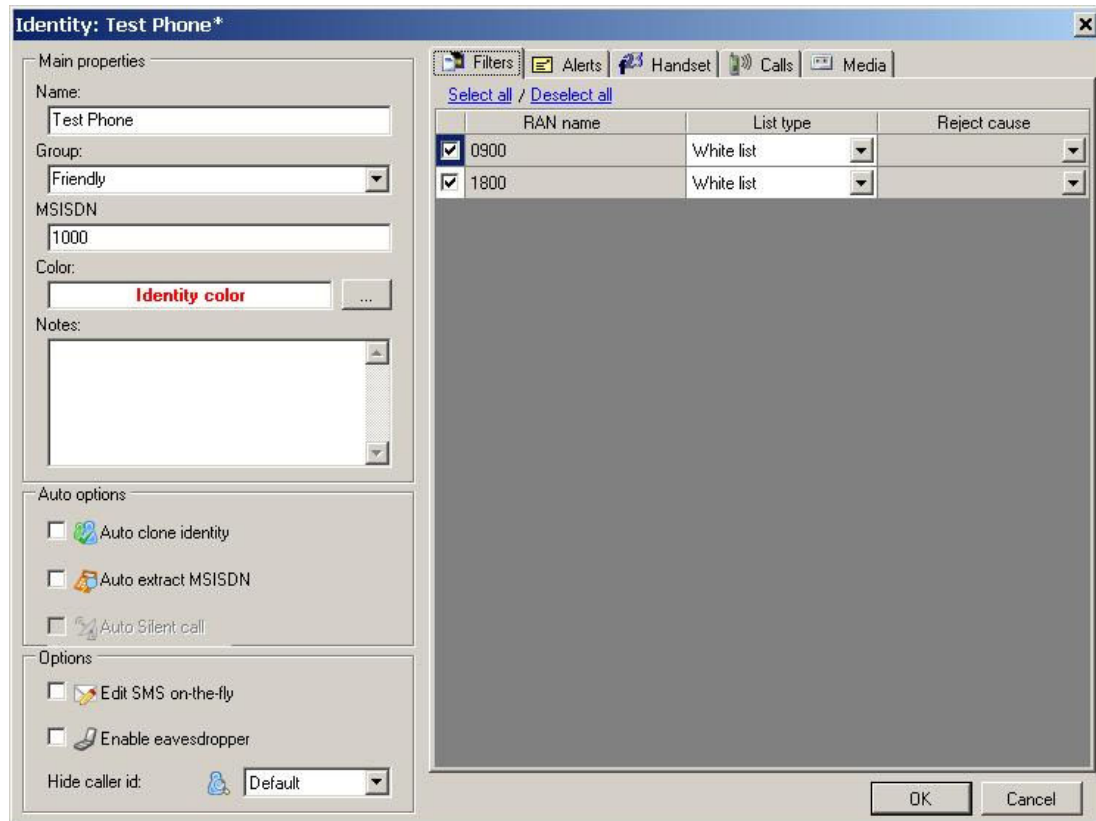 Identity: Test Phone*
Main properties
Name:
Test Phone
Group:
Friendly
MSISDN
1000
Color:
Identity color
...
Notes:
Auto options
Auto clone identity
Auto extract MSISDN
Auto Silent call
Options
Edit SMS on-the-fly
Enable eavesdropper
Hide caller id: Default
Filters Alerts Handset Calls Media
Select all / Deselect all
RAN name List type Reject cause
0900 White list
1800 White list
OK Cancel